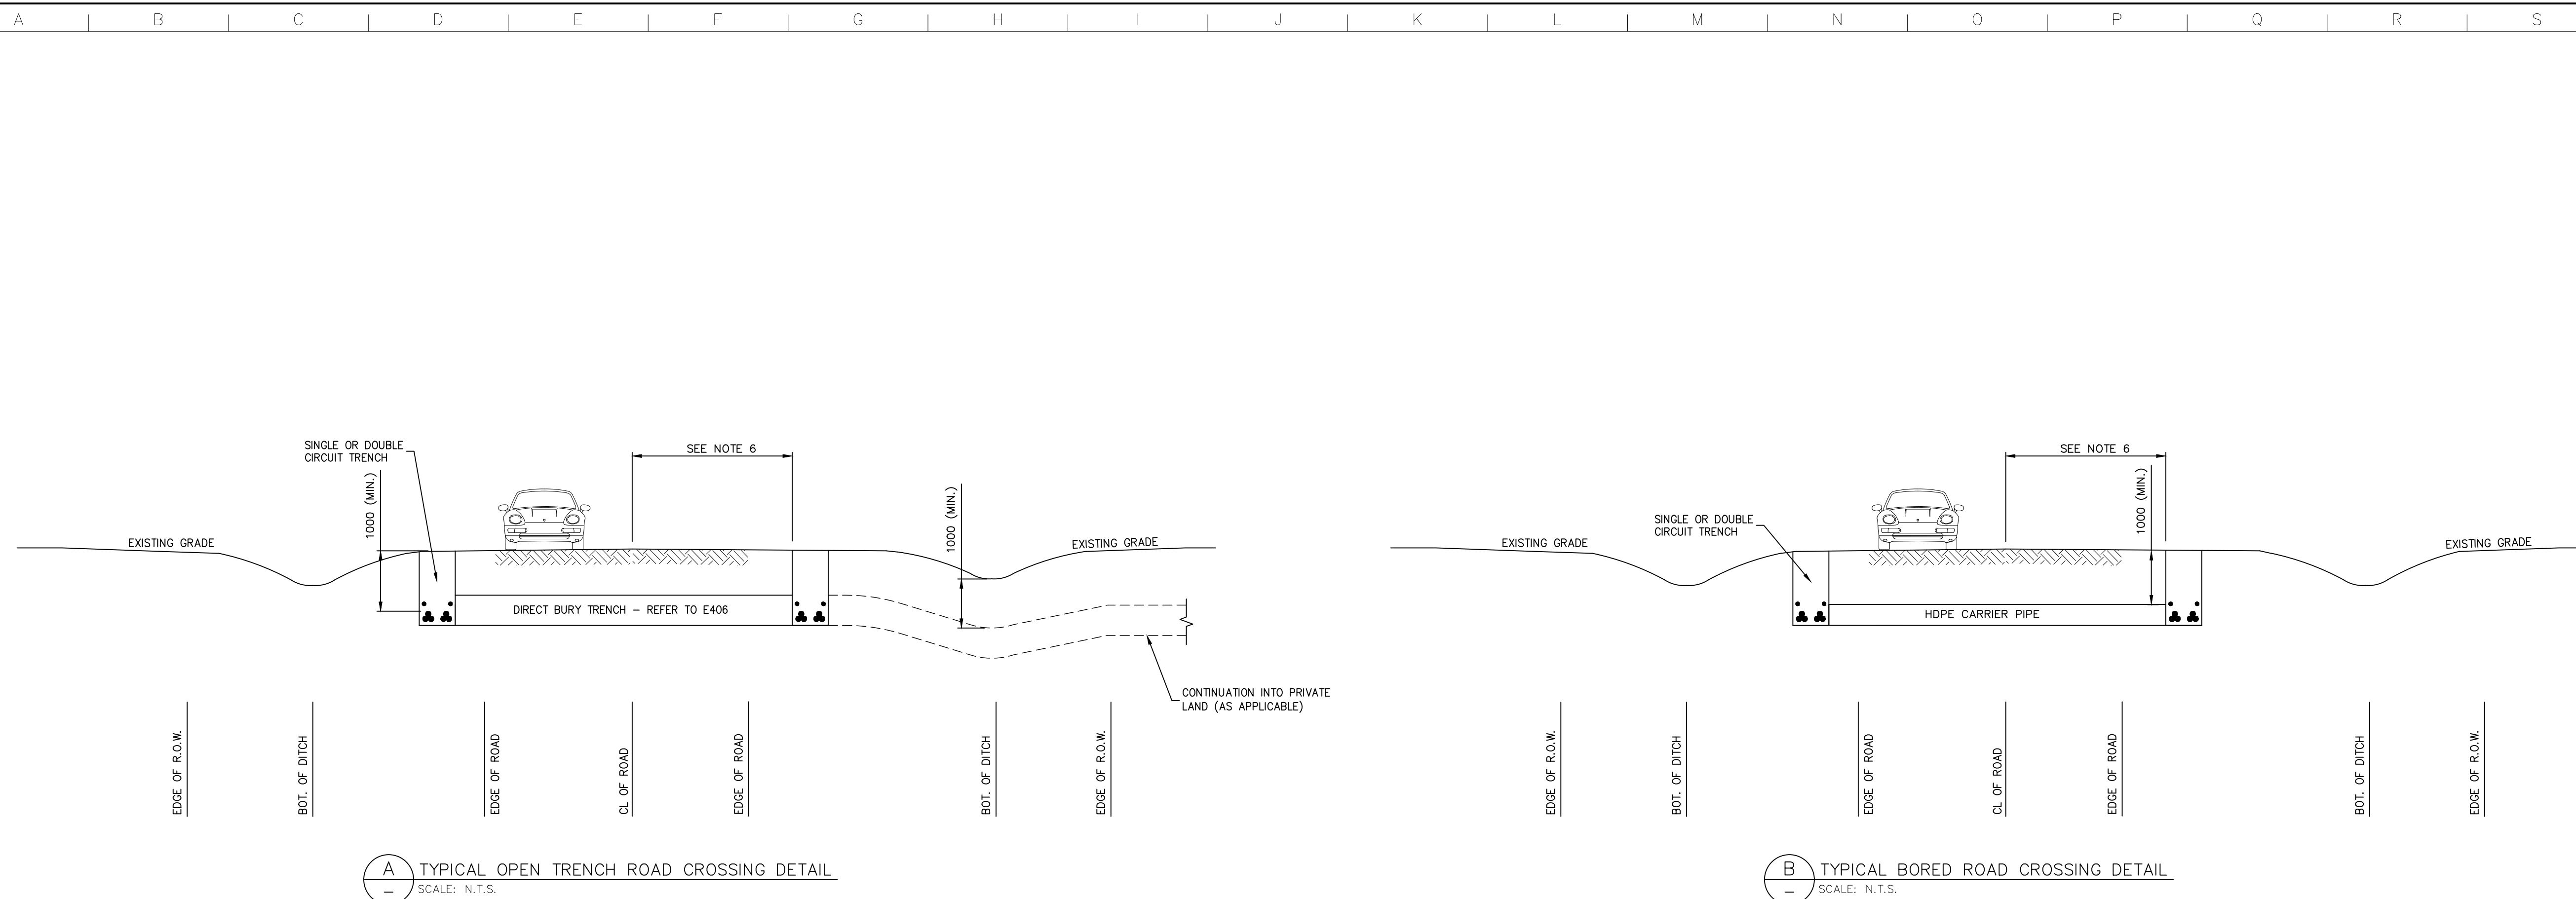 A B C D E F G H I J K L M N O P Q R S
SINGLE OR DOUBLE
CIRCUIT TRENCH
1000 (MIN.)
SEE NOTE 6
1000 (MIN.)
EXISTING GRADE
EXISTING GRADE
DIRECT BURY TRENCH – REFER TO E406
CONTINUATION INTO PRIVATE
LAND (AS APPLICABLE)
EDGE OF R.O.W.
BOT. OF DITCH
EDGE OF ROAD
CL OF ROAD
EDGE OF ROAD
BOT. OF DITCH
EDGE OF R.O.W.
A
–
TYPICAL OPEN TRENCH ROAD CROSSING DETAIL
SCALE: N.T.S.
SEE NOTE 6
1000 (MIN.)
SINGLE OR DOUBLE
CIRCUIT TRENCH
EXISTING GRADE
EXISTING GRADE
HDPE CARRIER PIPE
EDGE OF R.O.W.
BOT. OF DITCH
EDGE OF ROAD
CL OF ROAD
EDGE OF ROAD
BOT. OF DITCH
EDGE OF R.O.W.
B
–
TYPICAL BORED ROAD CROSSING DETAIL
SCALE: N.T.S.